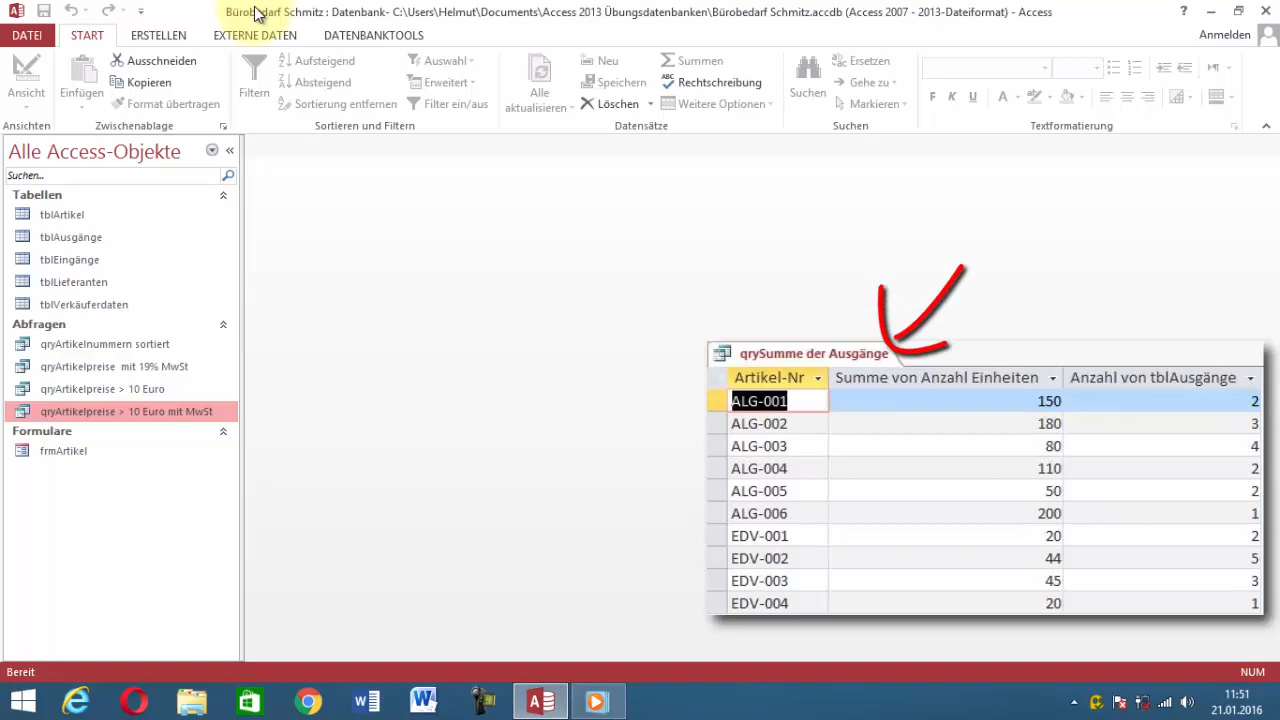 Bürobedarf Schmitz : Datenbank- C:\Users\Helmut\Documents\Access 2013 Übungsdatenbanken\Bürobedarf Schmitz.accdb (Access 2007 - 2013-Dateiformat) - Access
DATEI START ERSTELLEN EXTERNE DATEN DATENBANKTOOLS Anmelden
Ansicht
Einfügen
Ausschneiden
Kopieren
Format übertragen
Filtern
Aufsteigend
Absteigend
Sortierung entfernen
Auswahl
Erweitert
Filter ein/aus
Alle
aktualisieren
Neu
Speichern
Löschen
Summen
Rechtschreibung
Weitere Optionen
Suchen
Ersetzen
Gehe zu
Markieren
F K U A
Ansichten Zwischenablage Sortieren und Filtern Datensätze Suchen Textformatierung
Alle Access-Objekte
Suchen...
Tabellen
tblArtikel
tblAusgänge
tblEingänge
tblLieferanten
tblVerkäuferdaten
Abfragen
qryArtikelnummern sortiert
qryArtikelpreise mit 19% MwSt
qryArtikelpreise > 10 Euro
qryArtikelpreise > 10 Euro mit MwSt
Formulare
frmArtikel
qrySumme der Ausgänge
Artikel-Nr Summe von Anzahl Einheiten Anzahl von tblAusgänge
ALG-001 150 2
ALG-002 180 3
ALG-003 80 4
ALG-004 110 2
ALG-005 50 2
ALG-006 200 1
EDV-001 20 2
EDV-002 44 5
EDV-003 45 3
EDV-004 20 1
Bereit NUM
11:51
21.01.2016